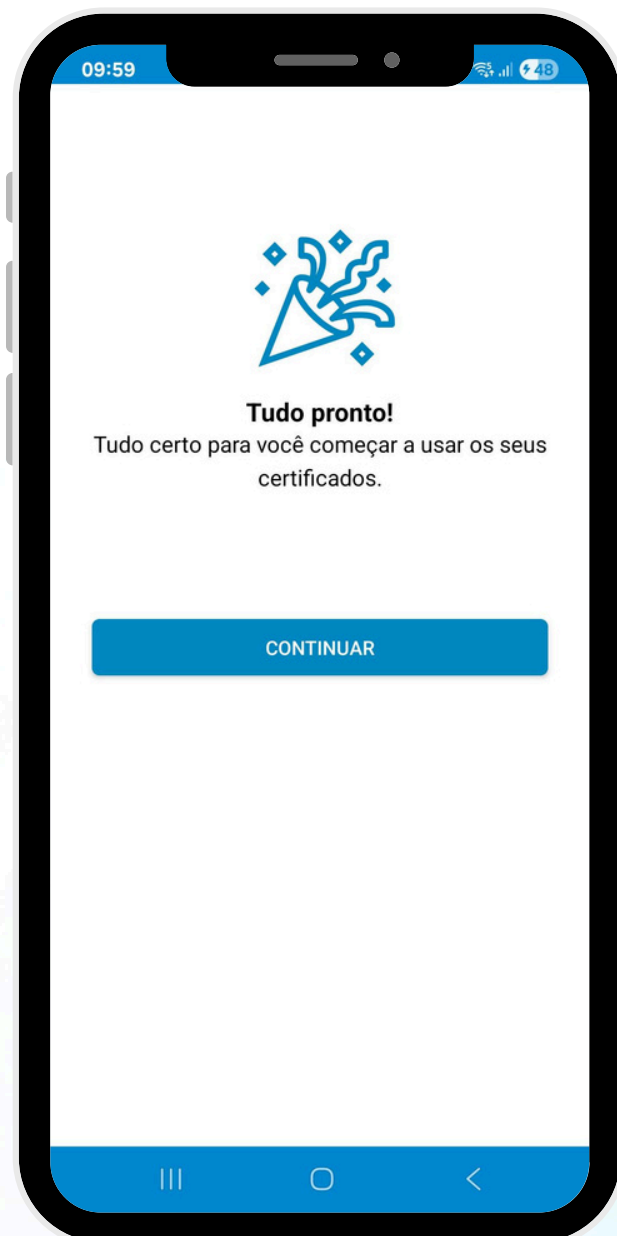 09:59
48
Tudo pronto!
Tudo certo para você começar a usar os seus
certificados.
CONTINUAR